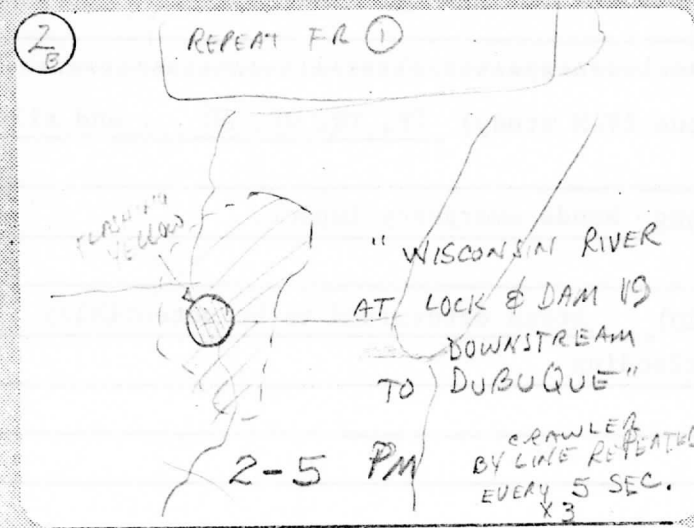 2
B
REPEAT FR 1
YELLOW
"WISCONSIN RIVER
AT LOCK & DAM 19
DOWNSTREAM
TO DUBUQUE"
2-5 PM
CRAWLER
BY LINE REPEATED
EVERY 5 SEC.
X3